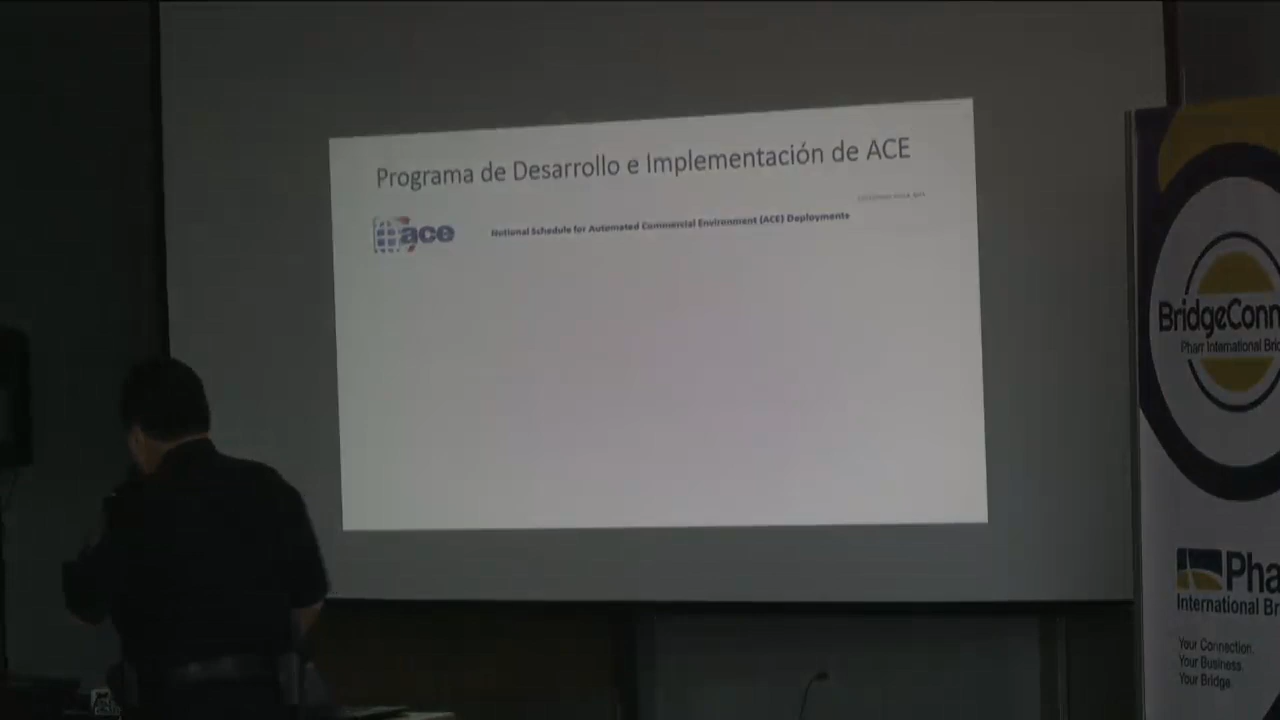 Programa de Desarrollo e Implementación de ACE
ace
National Schedule for Automated Commercial Environment (ACE) Deployments
BridgeConn
Pharr International Bri
Pha
International Br
Your Connection.
Your Business.
Your Bridge.